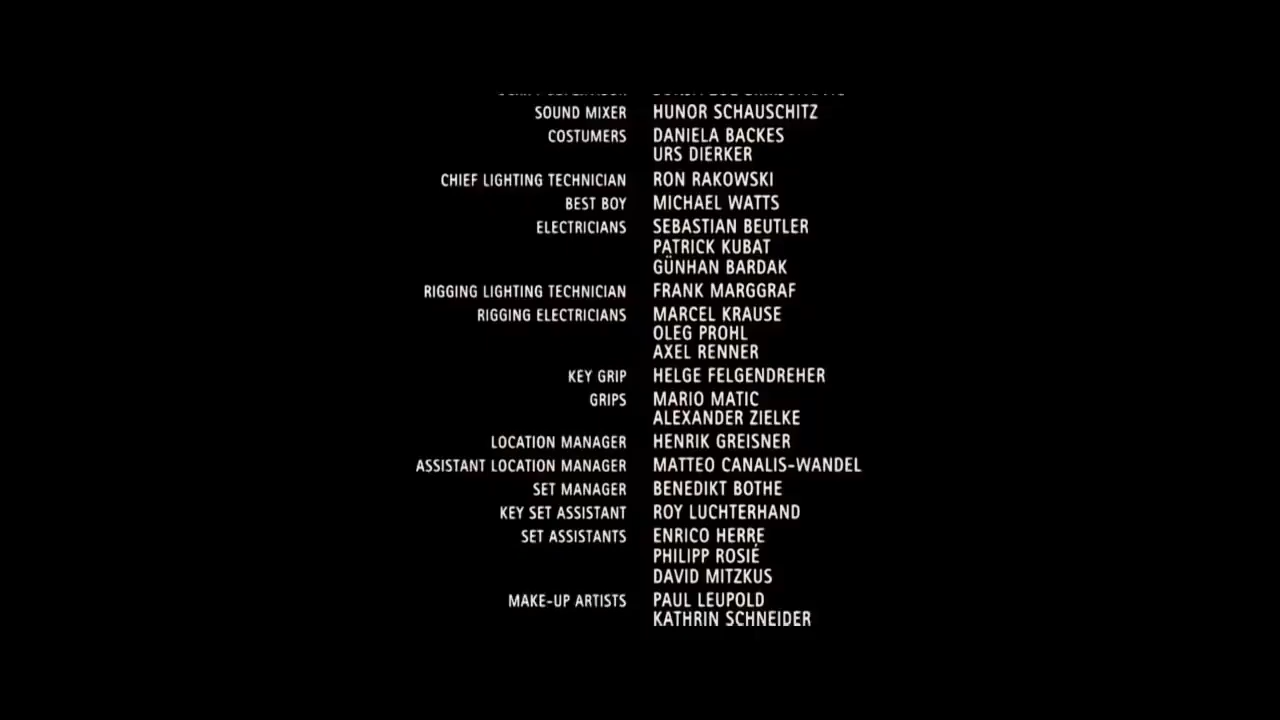 SOUND MIXER HUNOR SCHAUSCHITZ
COSTUMERS DANIELA BACKES
URS DIERKER
CHIEF LIGHTING TECHNICIAN RON RAKOWSKI
BEST BOY MICHAEL WATTS
ELECTRICIANS SEBASTIAN BEUTLER
PATRICK KUBAT
GÜNHAN BARDAK
RIGGING LIGHTING TECHNICIAN FRANK MARGGRAF
RIGGING ELECTRICIANS MARCEL KRAUSE
OLEG PROHL
AXEL RENNER
KEY GRIP HELGE FELGENDREHER
GRIPS MARIO MATIC
ALEXANDER ZIELKE
LOCATION MANAGER HENRIK GREISNER
ASSISTANT LOCATION MANAGER MATTEO CANALIS-WANDEL
SET MANAGER BENEDIKT BOTHE
KEY SET ASSISTANT ROY LUCHTERHAND
SET ASSISTANTS ENRICO HERRE
PHILIPP ROSIÉ
DAVID MITZKUS
MAKE-UP ARTISTS PAUL LEUPOLD
KATHRIN SCHNEIDER